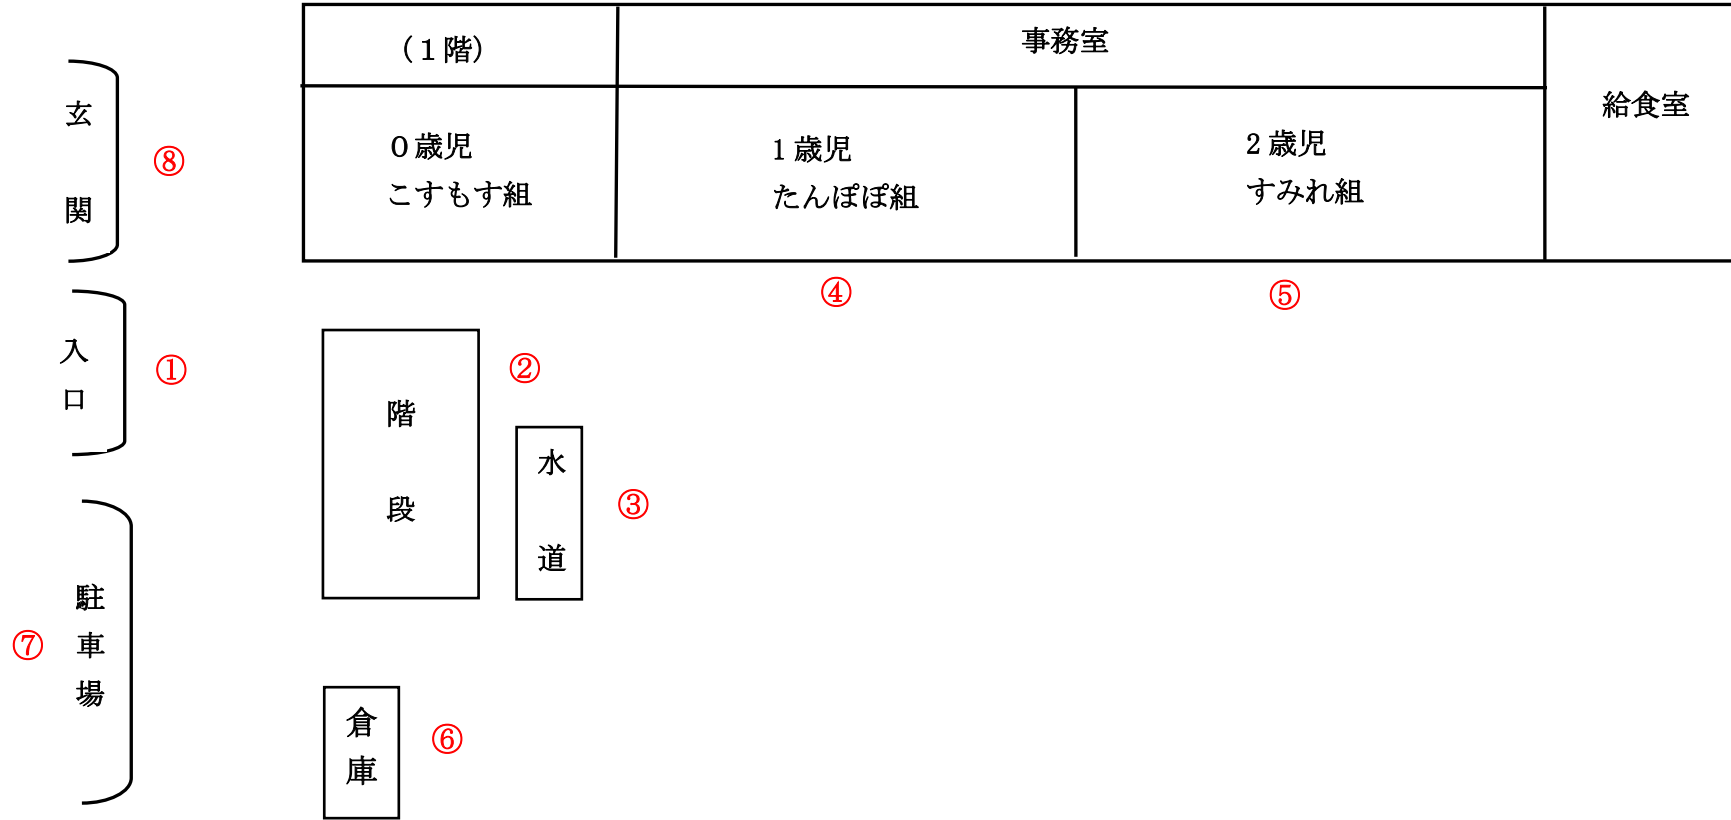 （１階）
事務室
給食室
０歳児
こすもす組
１歳児
たんぽぽ組
２歳児
すみれ組
玄関
⑧
④
⑤
入口
①
階段
②
水道
③
駐車場
⑦
倉庫
⑥